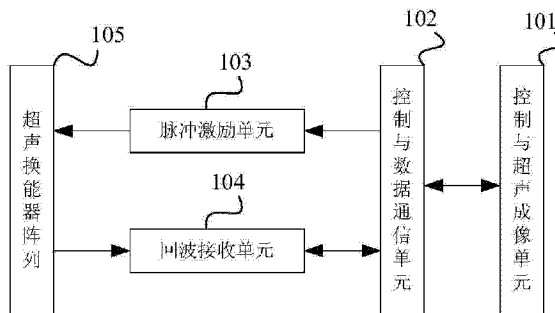 105
103
102
101
超声换能器阵列
脉冲激励单元
控制与数据通信单元
控制与超声成像单元
104
回波接收单元